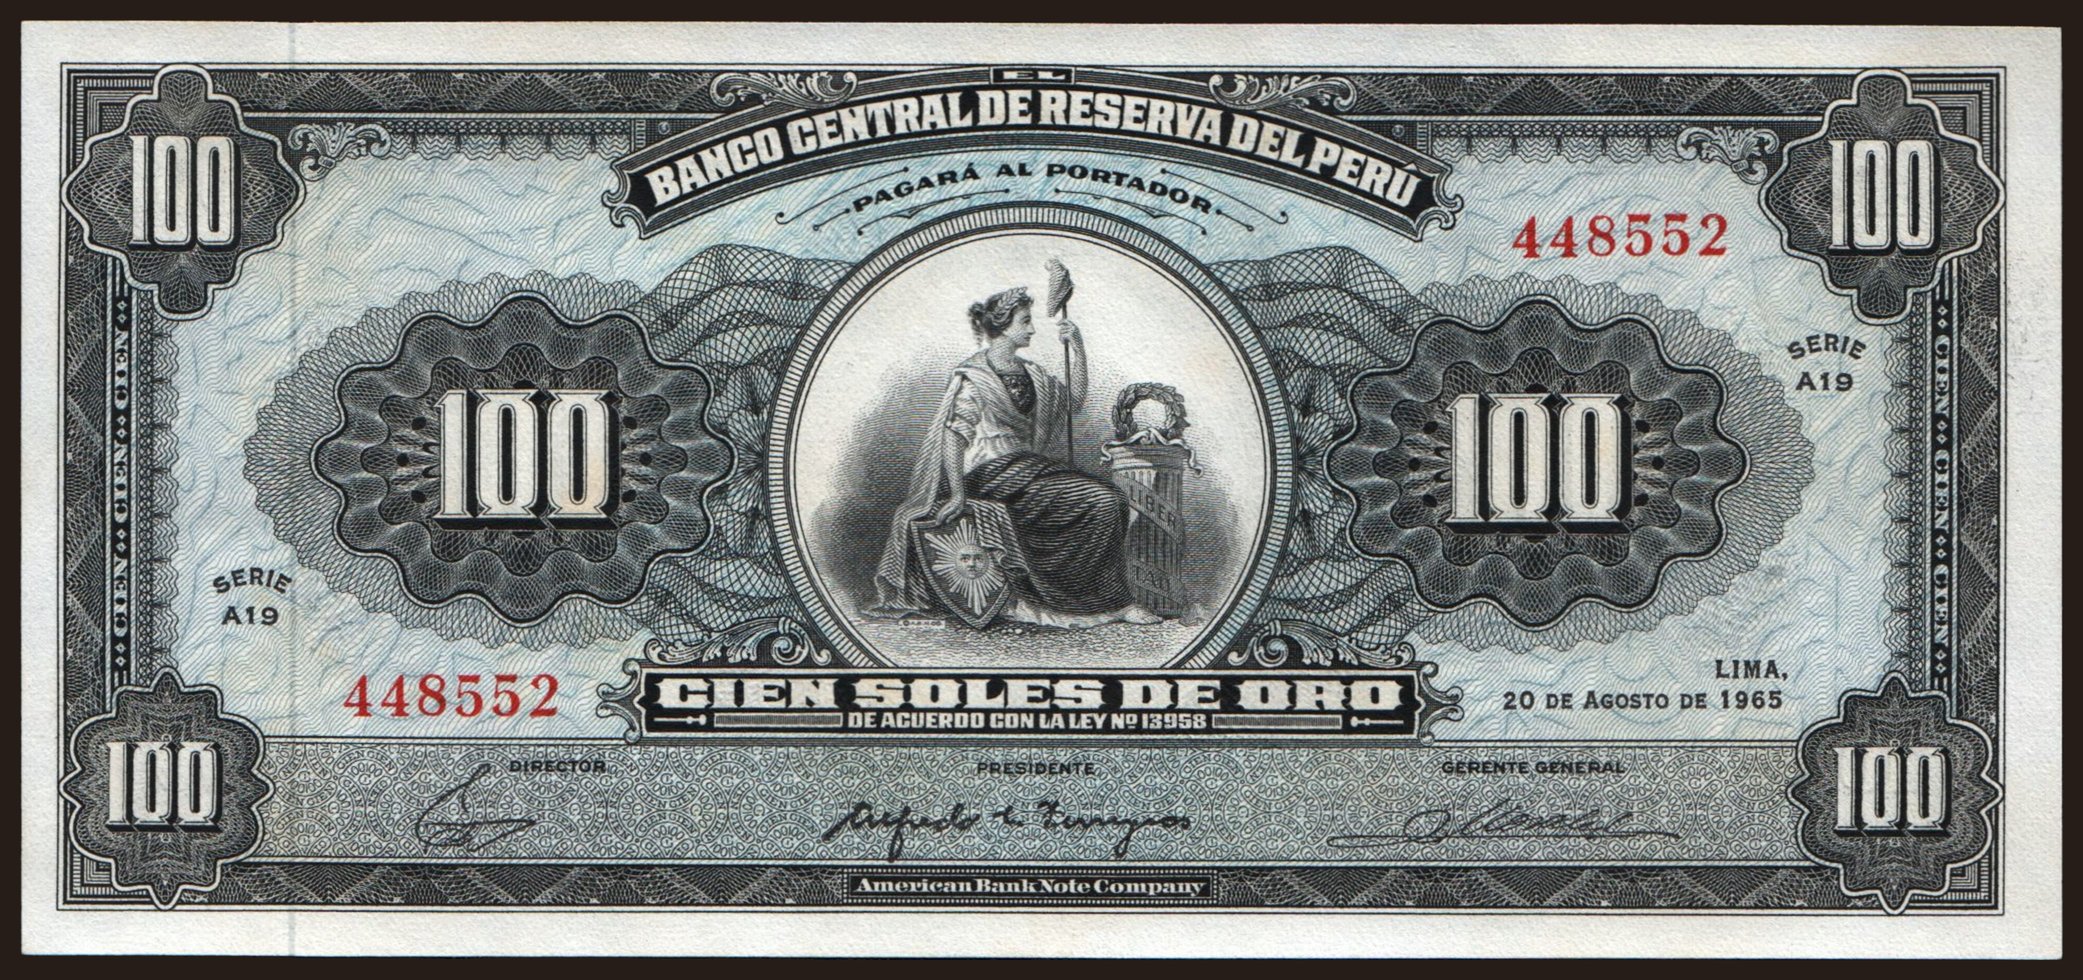 EL
BANCO CENTRAL DE RESERVA DEL PERÚ
PAGARÁ AL PORTADOR
100
100
448552
SERIE
A19
100
100
LIBER
SERIE
A19
448552
CIEN SOLES DE ORO
DE ACUERDO CON LA LEY Nº 13958
LIMA,
20 DE AGOSTO DE 1965
100
100
DIRECTOR
PRESIDENTE
GERENTE GENERAL
American Bank Note Company